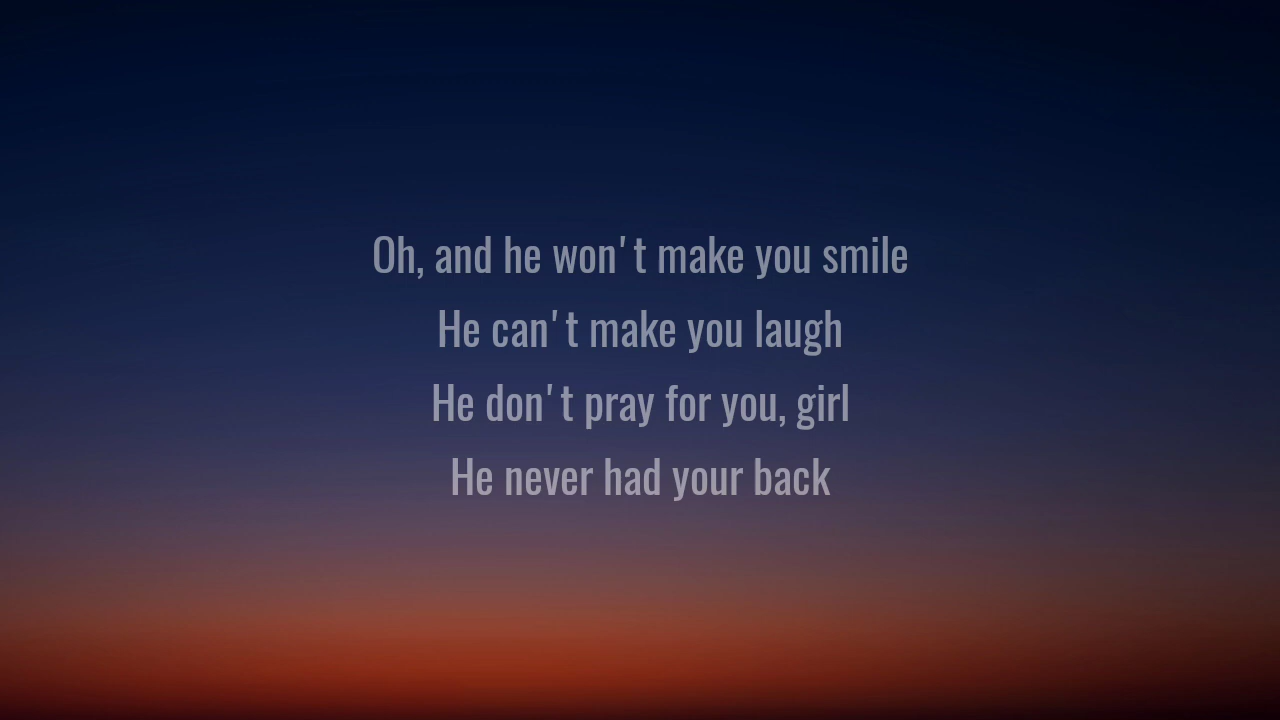 Oh, and he won't make you smile
He can't make you laugh
He don't pray for you, girl
He never had your back